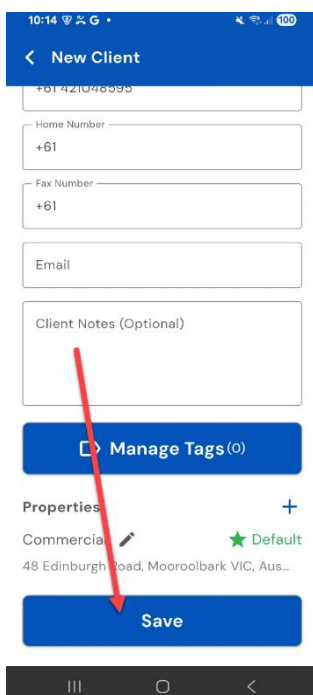 10:14 G • 100
New Client
+61 421048595
Home Number
+61
Fax Number
+61
Email
Client Notes (Optional)
Manage Tags(0)
Properties +
Commercial Default
48 Edinburgh Road, Mooroolbark VIC, Aus...
Save